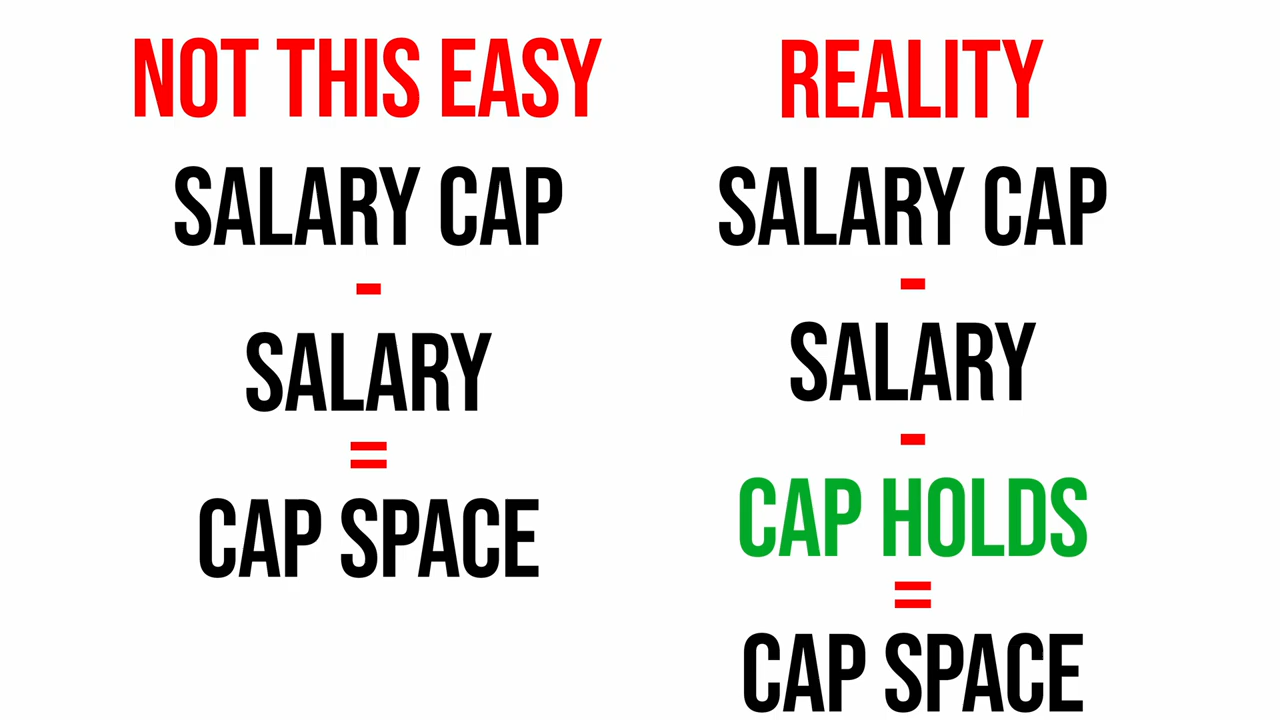 NOT THIS EASY
SALARY CAP
-
SALARY
=
CAP SPACE
REALITY
SALARY CAP
-
SALARY
-
CAP HOLDS
=
CAP SPACE